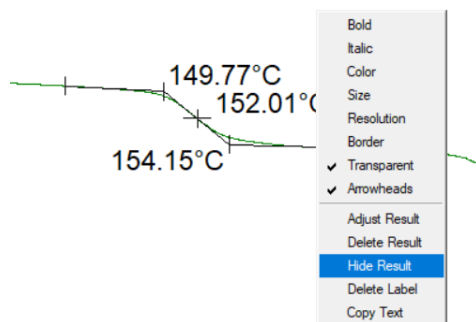 149.77°C
152.01°C
154.15°C
Bold
Italic
Color
Size
Resolution
Border
Transparent
Arrowheads
Adjust Result
Delete Result
Hide Result
Delete Label
Copy Text